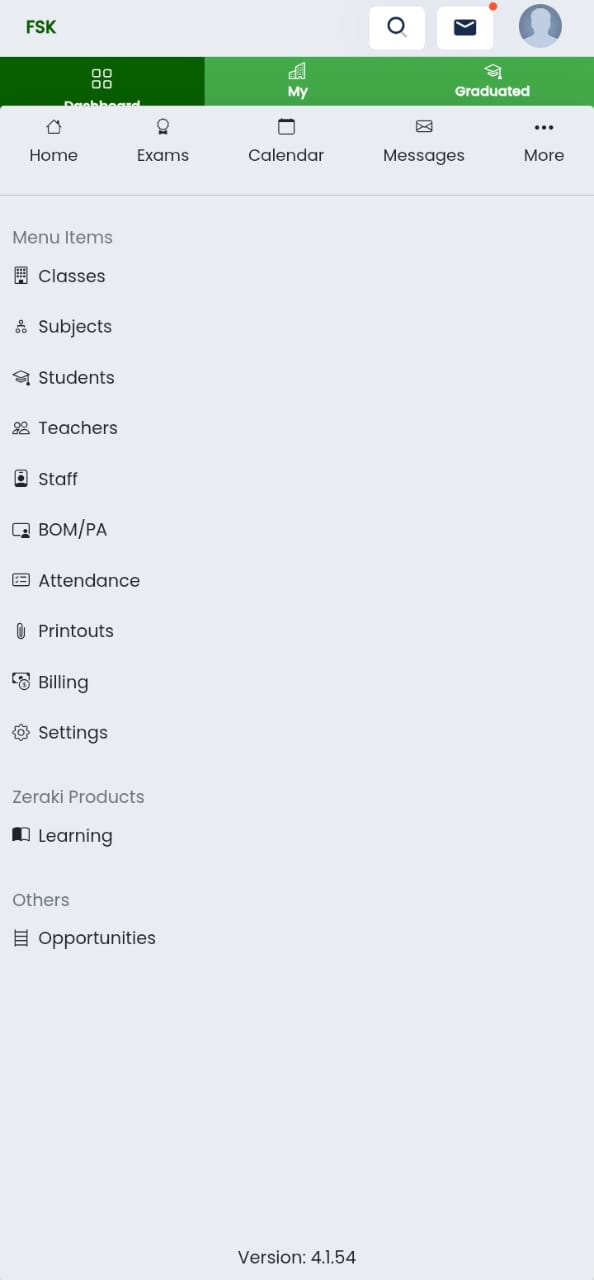 FSK
Dashboard
My
Graduated
Home
Exams
Calendar
Messages
More
Menu Items
Classes
Subjects
Students
Teachers
Staff
BOM/PA
Attendance
Printouts
Billing
Settings
Zeraki Products
Learning
Others
Opportunities
Version: 4.1.54